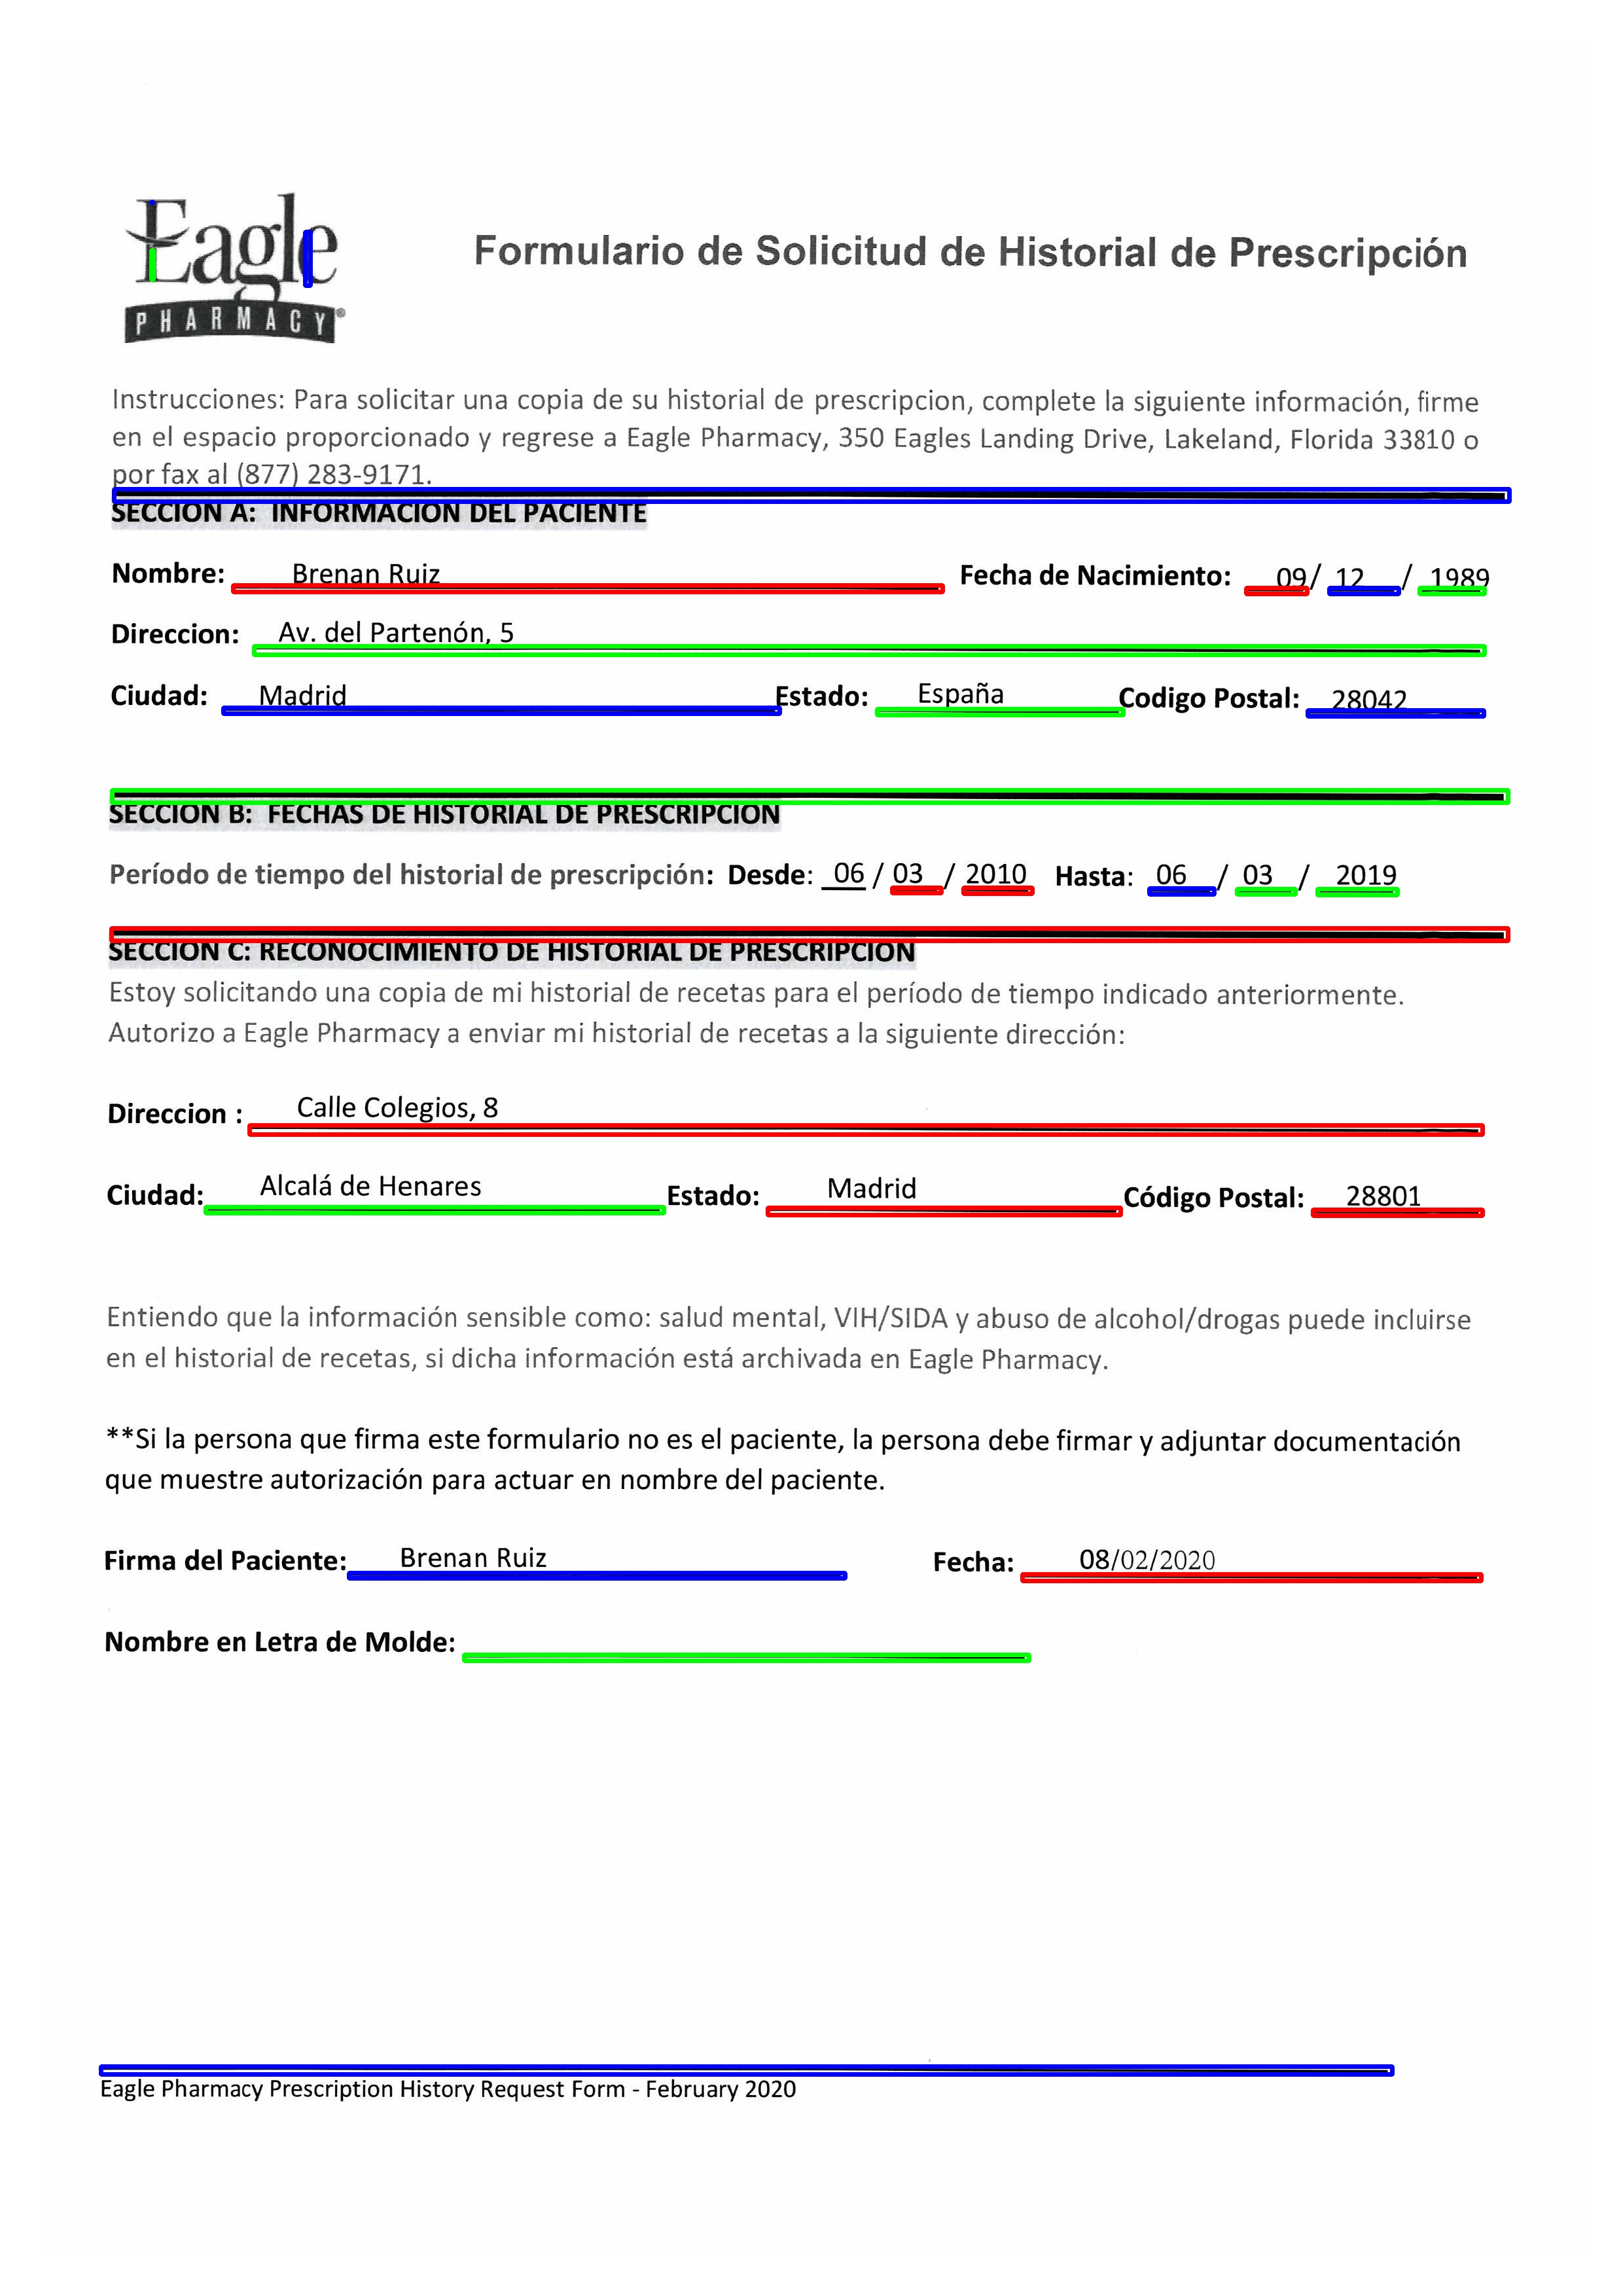 Eagle
PHARMACY®
Formulario de Solicitud de Historial de Prescripción
Instrucciones: Para solicitar una copia de su historial de prescripcion, complete la siguiente información, firme
en el espacio proporcionado y regrese a Eagle Pharmacy, 350 Eagles Landing Drive, Lakeland, Florida 33810 o
por fax al (877) 283-9171.
SECCION A: INFORMACION DEL PACIENTE
Nombre: Brenan Ruiz Fecha de Nacimiento: 09/ 12 / 1989
Direccion: Av. del Partenón, 5
Ciudad: Madrid Estado: España Codigo Postal: 28042
SECCION B: FECHAS DE HISTORIAL DE PRESCRIPCION
Período de tiempo del historial de prescripción: Desde: 06 / 03 / 2010 Hasta: 06 / 03 / 2019
SECCION C: RECONOCIMIENTO DE HISTORIAL DE PRESCRIPCION
Estoy solicitando una copia de mi historial de recetas para el período de tiempo indicado anteriormente.
Autorizo a Eagle Pharmacy a enviar mi historial de recetas a la siguiente dirección:
Direccion : Calle Colegios, 8
Ciudad: Alcalá de Henares Estado: Madrid Código Postal: 28801
Entiendo que la información sensible como: salud mental, VIH/SIDA y abuso de alcohol/drogas puede incluirse
en el historial de recetas, si dicha información está archivada en Eagle Pharmacy.
**Si la persona que firma este formulario no es el paciente, la persona debe firmar y adjuntar documentación
que muestre autorización para actuar en nombre del paciente.
Firma del Paciente: Brenan Ruiz Fecha: 08/02/2020
Nombre en Letra de Molde:
Eagle Pharmacy Prescription History Request Form - February 2020